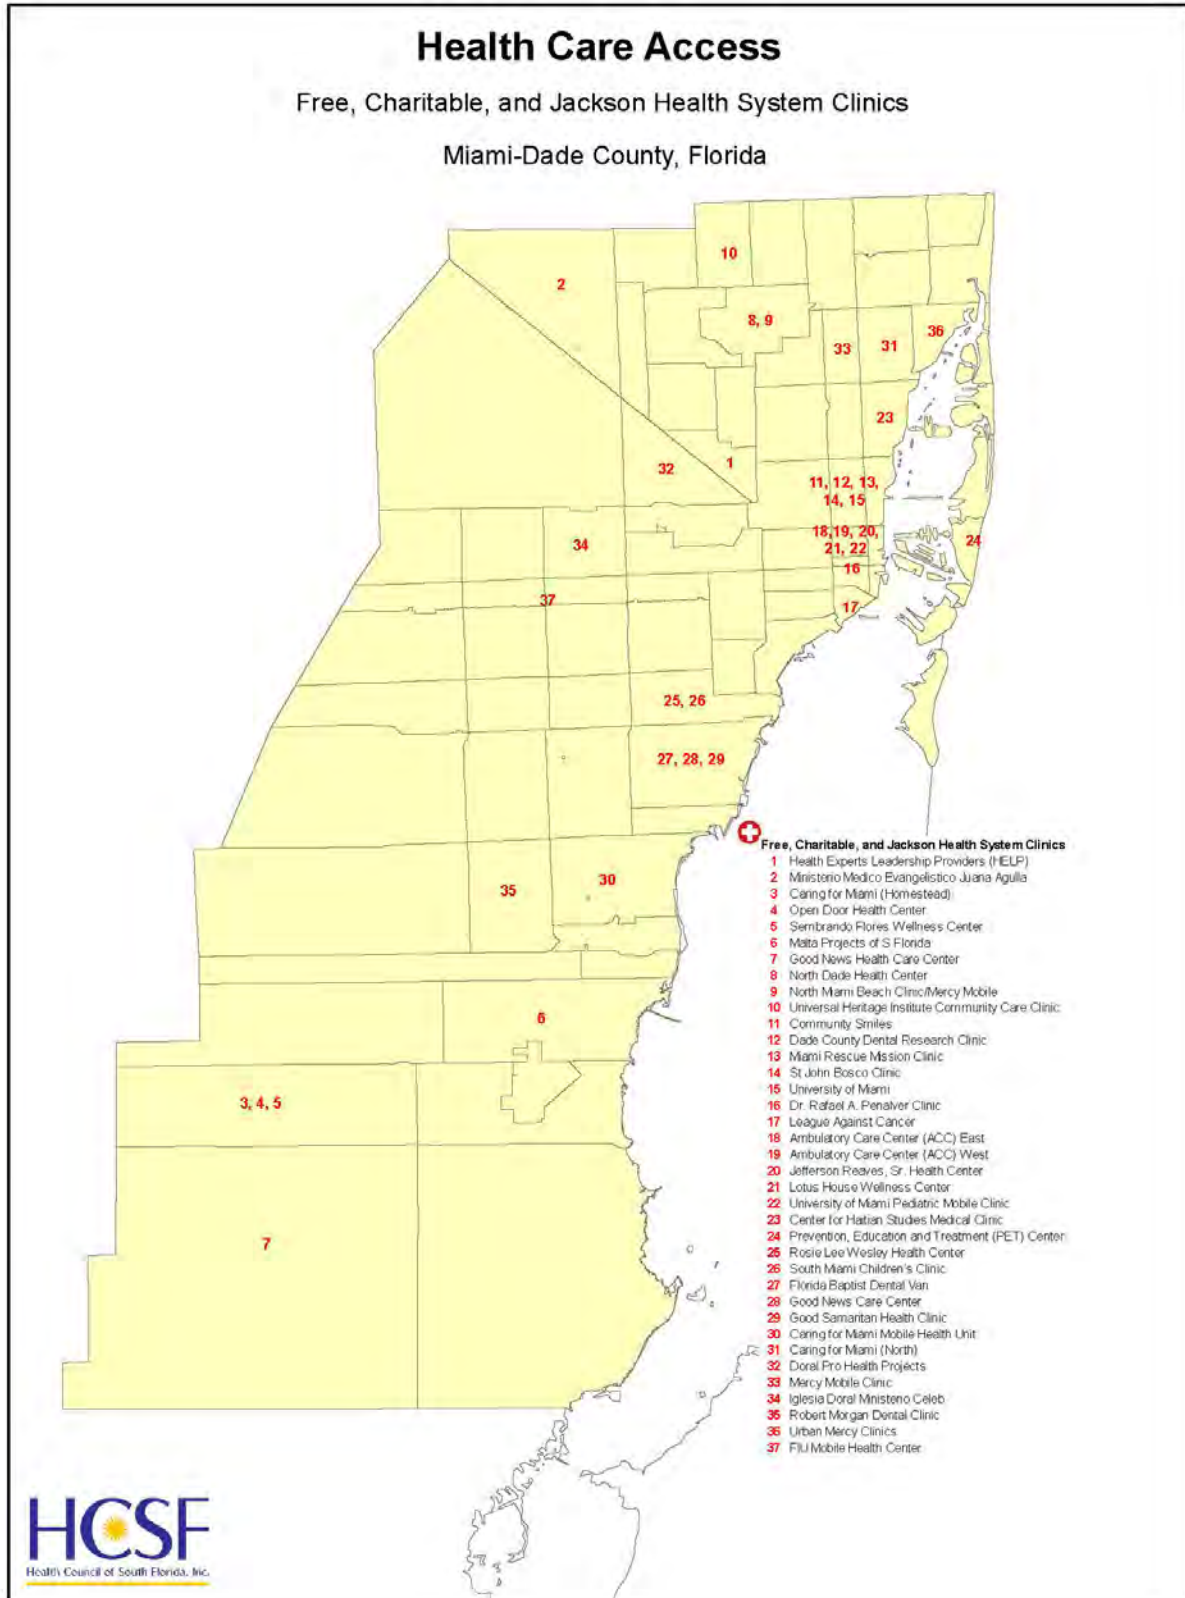 Health Care Access
Free, Charitable, and Jackson Health System Clinics
Miami-Dade County, Florida
10
2
8, 9
36
33
31
23
32
1
11, 12, 13,
14, 15
18,19, 20,
21, 22
24
34
16
37
17
25, 26
27, 28, 29
35
30
6
3, 4, 5
7
Free, Charitable, and Jackson Health System Clinics
1 Health Experts Leadership Providers (HELP)
2 Ministerio Medico Evangelistico Juana Agulla
3 Caring for Miami (Homestead)
4 Open Door Health Center
5 Sembrando Flores Wellness Center
6 Malta Projects of S Florida
7 Good News Health Care Center
8 North Dade Health Center
9 North Miami Beach Clinic/Mercy Mobile
10 Universal Heritage Institute Community Care Clinic
11 Community Smiles
12 Dade County Dental Research Clinic
13 Miami Rescue Mission Clinic
14 St John Bosco Clinic
15 University of Miami
16 Dr. Rafael A. Penalver Clinic
17 League Against Cancer
18 Ambulatory Care Center (ACC) East
19 Ambulatory Care Center (ACC) West
20 Jefferson Reaves, Sr. Health Center
21 Lotus House Wellness Center
22 University of Miami Pediatric Mobile Clinic
23 Center for Haitian Studies Medical Clinic
24 Prevention, Education and Treatment (PET) Center
25 Rosie Lee Wesley Health Center
26 South Miami Children's Clinic
27 Florida Baptist Dental Van
28 Good News Care Center
29 Good Samaritan Health Clinic
30 Caring for Miami Mobile Health Unit
31 Caring for Miami (North)
32 Doral Pro Health Projects
33 Mercy Mobile Clinic
34 Iglesia Doral Ministerio Celeb
35 Robert Morgan Dental Clinic
36 Urban Mercy Clinics
37 FIU Mobile Health Center
HCSF
Health Council of South Florida, Inc.